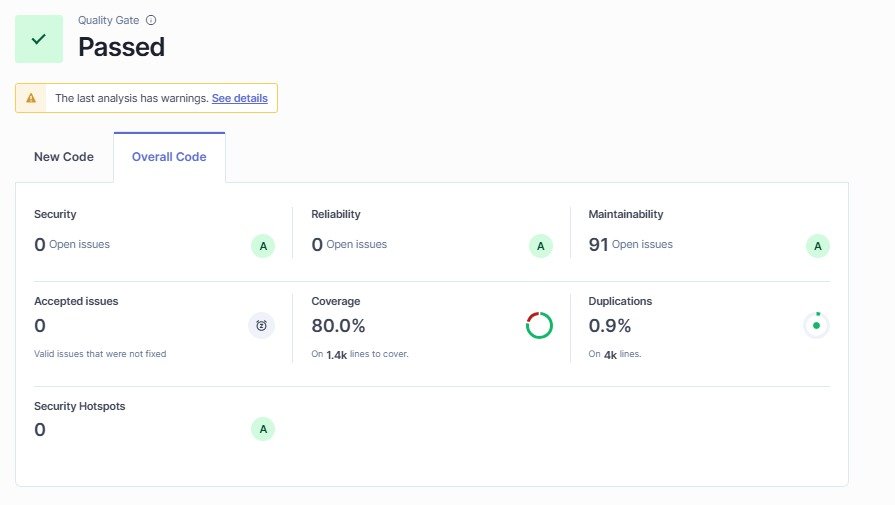 Quality Gate
Passed
The last analysis has warnings. See details
New Code
Overall Code
Security
0 Open issues
A
Reliability
0 Open issues
A
Maintainability
91 Open issues
A
Accepted issues
0
Valid issues that were not fixed
Coverage
80.0%
On 1.4k lines to cover.
Duplications
0.9%
On 4k lines.
Security Hotspots
0
A